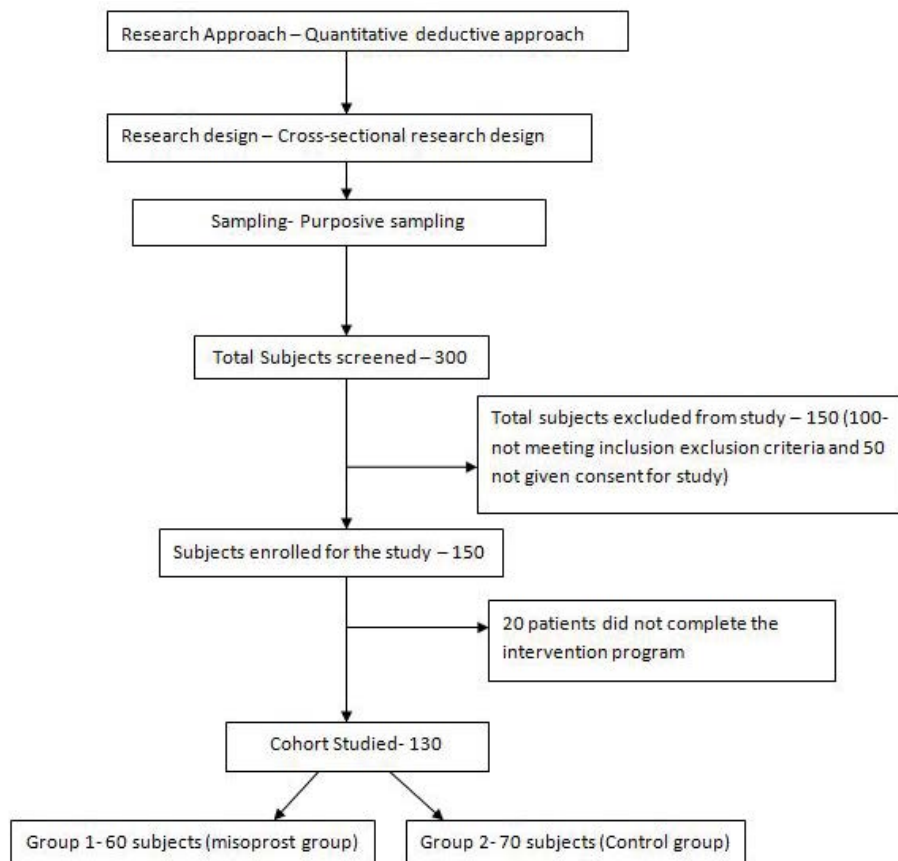 Research Approach – Quantitative deductive approach
Research design – Cross-sectional research design
Sampling- Purposive sampling
Total Subjects screened – 300
Total subjects excluded from study – 150 (100-
not meeting inclusion exclusion criteria and 50
not given consent for study)
Subjects enrolled for the study – 150
20 patients did not complete the
intervention program
Cohort Studied- 130
Group 1- 60 subjects (misoprost group)
Group 2- 70 subjects (Control group)